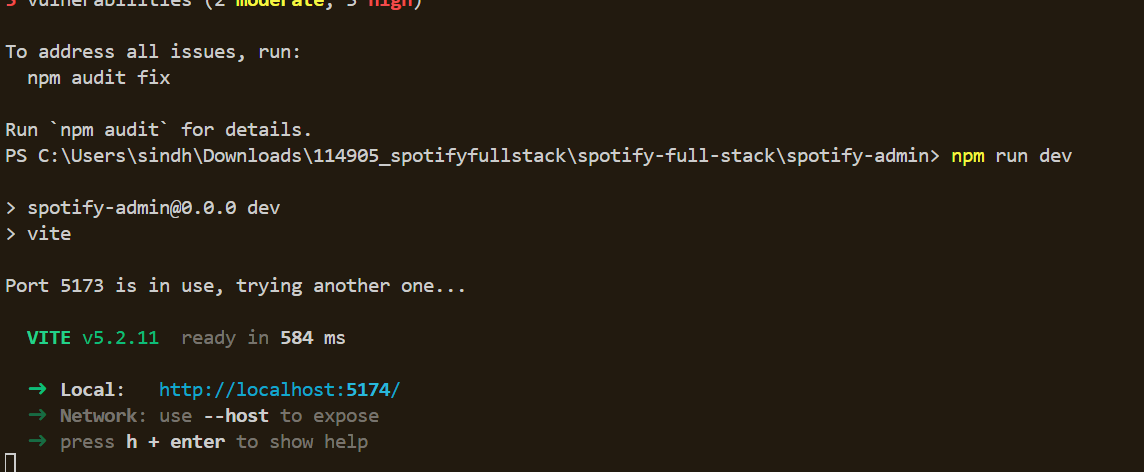 5 vulnerabilities (2 moderate, 3 high)
To address all issues, run:
  npm audit fix
Run `npm audit` for details.
PS C:\Users\sindh\Downloads\114905_spotifyfullstack\spotify-full-stack\spotify-admin> npm run dev
> spotify-admin@0.0.0 dev
> vite
Port 5173 is in use, trying another one...
  VITE v5.2.11  ready in 584 ms
  ➜ Local:   http://localhost:5174/
  ➜ Network: use --host to expose
  ➜ press h + enter to show help